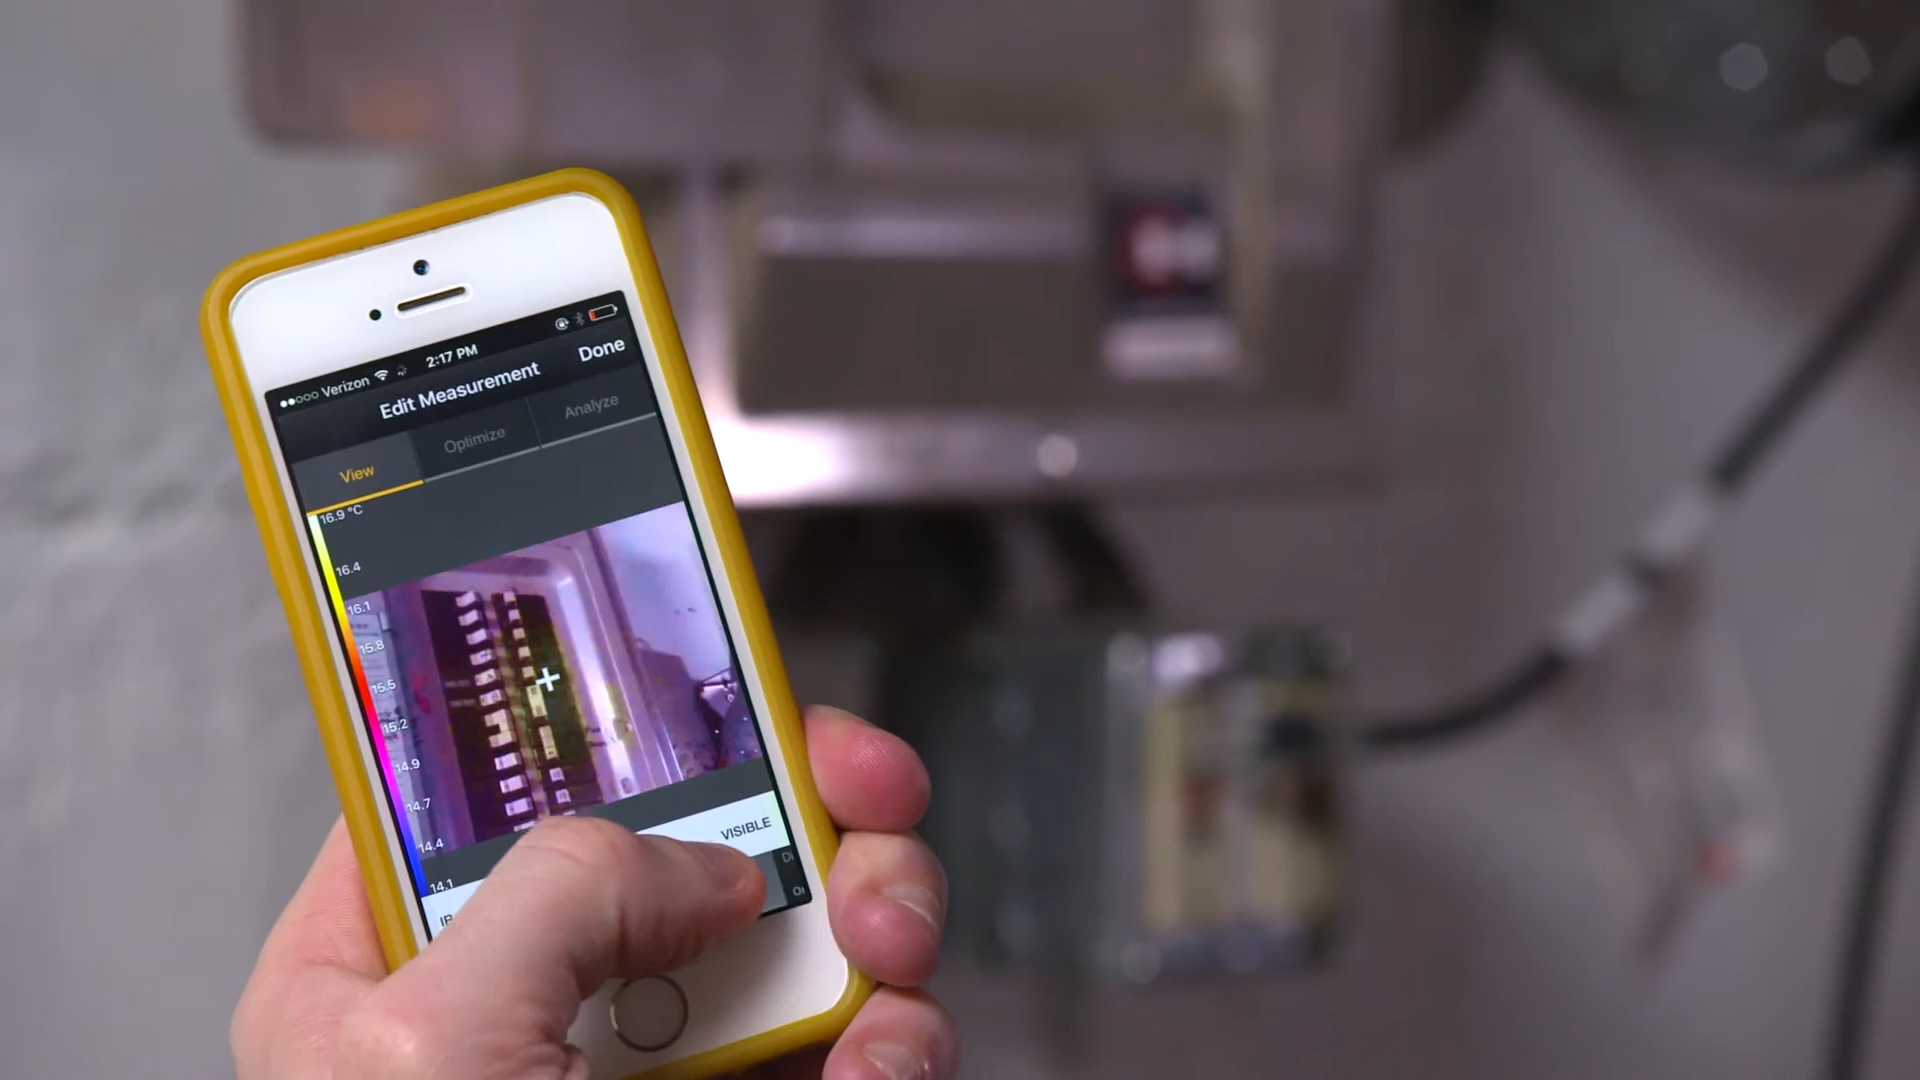 Verizon 2:17 PM
Edit Measurement Done
View Optimize Analyze
16.9 °C
16.4
16.1
15.8
15.5
15.2
14.9
14.7
14.4
14.1
VISIBLE
IR